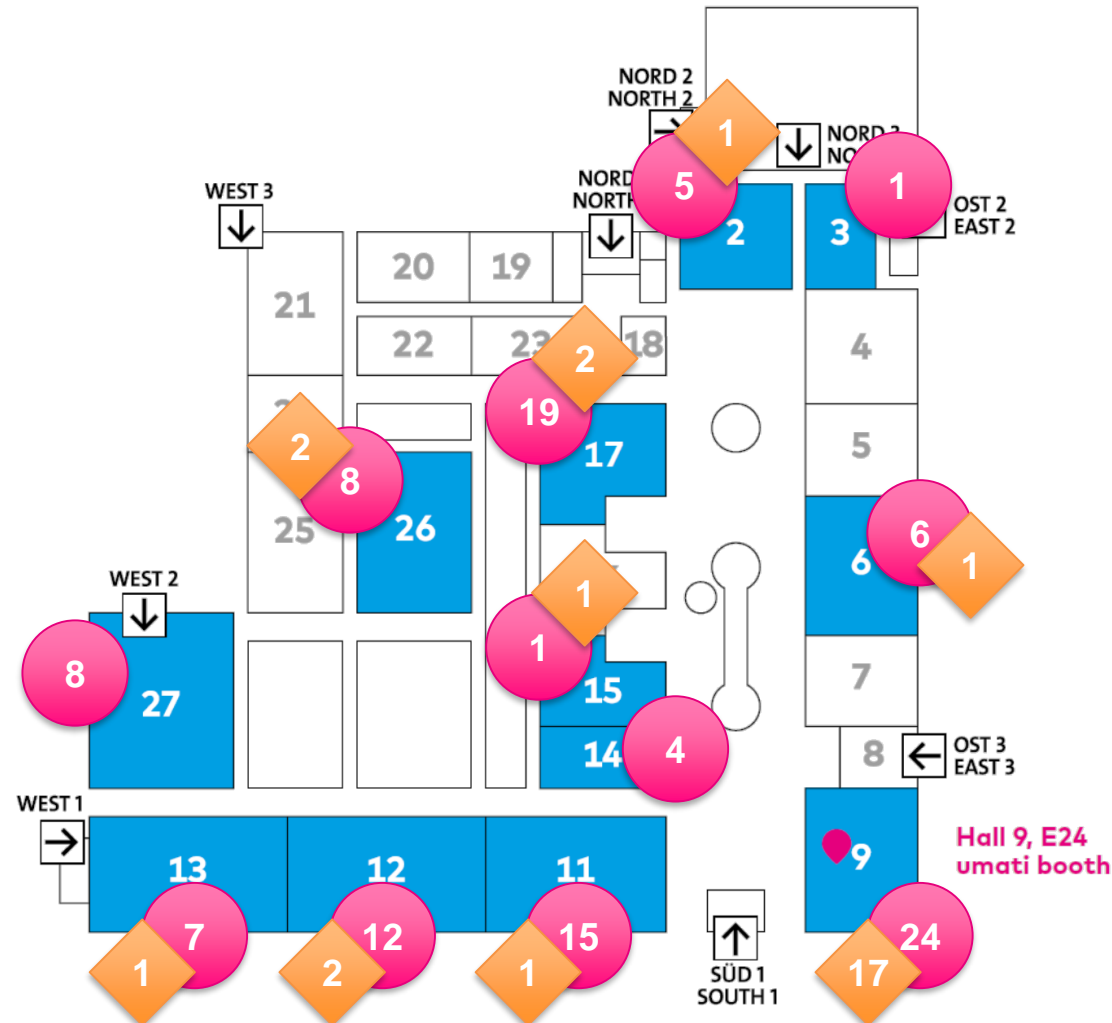 NORD 2
NORTH 2
1
NORD 3
5
1
WEST 3
NORD
NORTH
OST 2
EAST 2
2
3
20
19
21
22
23
18
4
2
19
5
17
2
8
25
26
6
6
1
1
WEST 2
1
8
27
15
7
14
4
8
OST 3
EAST 3
WEST 1
13
12
11
9
Hall 9, E24
umati booth
7
12
15
24
1
2
1
17
SÜD 1
SOUTH 1